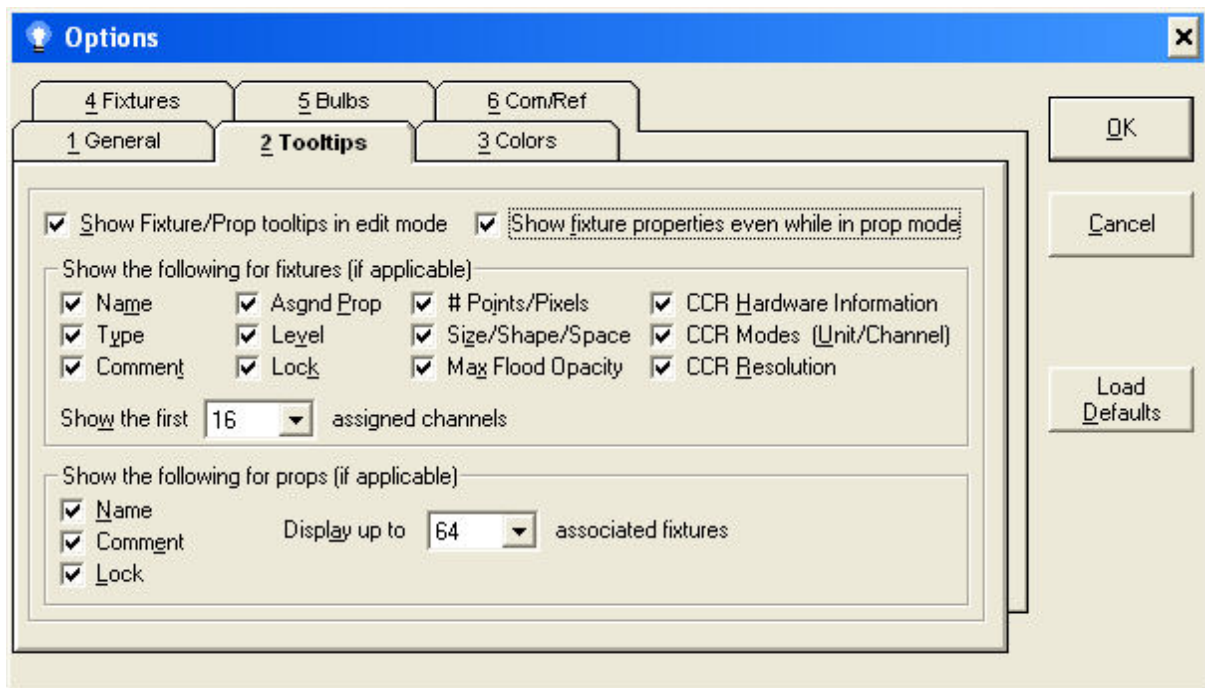 Options
4 Fixtures 5 Bulbs 6 Com/Ref
1 General 2 Tooltips 3 Colors
OK
Cancel
Load
Defaults
Show Fixture/Prop tooltips in edit mode Show fixture properties even while in prop mode
Show the following for fixtures (if applicable)
Name Asgnd Prop # Points/Pixels CCR Hardware Information
Type Level Size/Shape/Space CCR Modes (Unit/Channel)
Comment Lock Max Flood Opacity CCR Resolution
Show the first 16 assigned channels
Show the following for props (if applicable)
Name
Comment
Lock
Display up to 64 associated fixtures